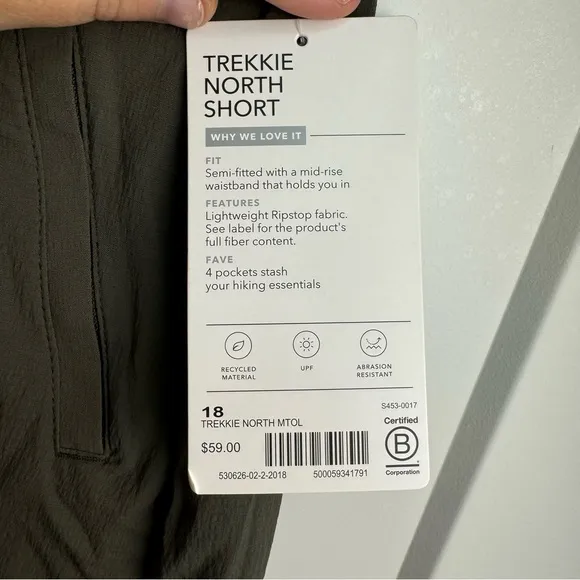 TREKKIE
NORTH
SHORT
WHY WE LOVE IT
FIT
Semi-fitted with a mid-rise
waistband that holds you in
FEATURES
Lightweight Ripstop fabric.
See label for the product's
full fiber content.
FAVE
4 pockets stash
your hiking essentials
RECYCLED
MATERIAL
UPF
ABRASION
RESISTANT
18
S453-0017
TREKKIE NORTH MTOL
$59.00
Certified
B
Corporation
530626-02-2-2018 500059341791